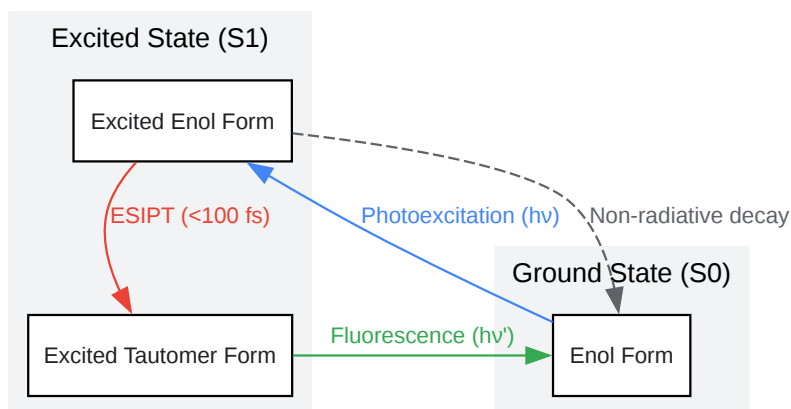 Excited State (S1)
Excited Enol Form
ESIPT (<100 fs)
Photoexcitation (hν)
Non-radiative decay
Ground State (S0)
Fluorescence (hν')
Excited Tautomer Form
Enol Form